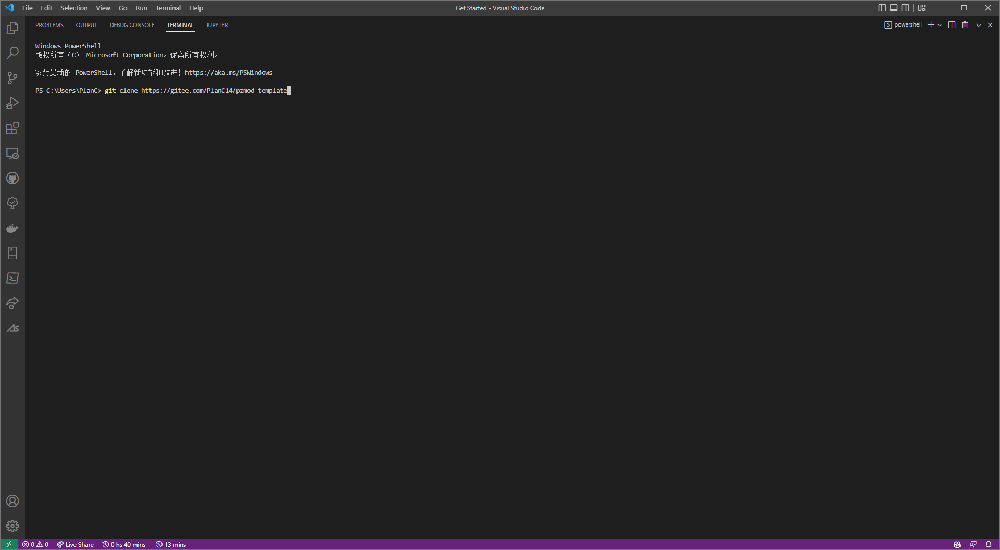 File Edit Selection View Go Run Terminal Help
Get Started - Visual Studio Code
PROBLEMS OUTPUT DEBUG CONSOLE TERMINAL JUPYTER
powershell
Windows PowerShell
版权所有（C） Microsoft Corporation。保留所有权利。
安装最新的 PowerShell，了解新功能和改进！https://aka.ms/PSWindows
PS C:\Users\PlanC> git clone https://gitee.com/PlanC14/pzmod-template
0 0 Live Share 0 hs 40 mins 13 mins